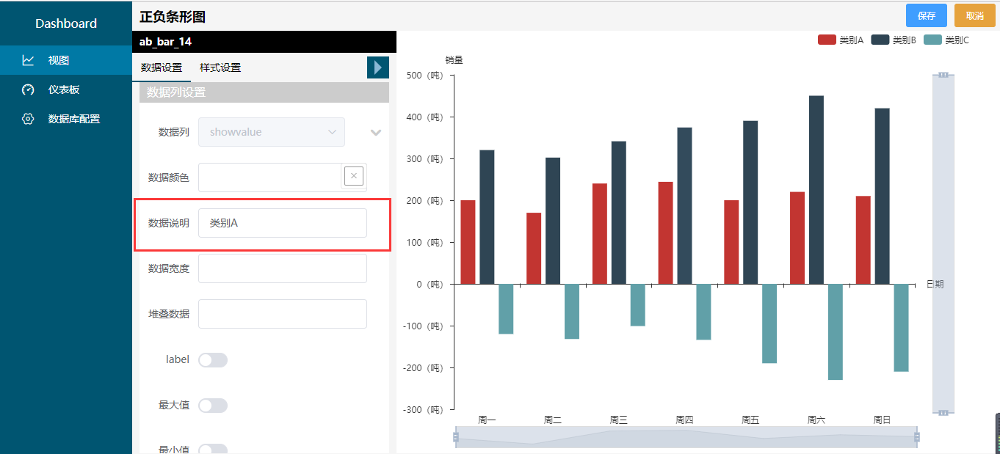 Dashboard
视图
仪表板
数据库配置
正负条形图
保存
取消
ab_bar_14
数据设置
样式设置
数据列设置
数据列
showvalue
数据颜色
数据说明
类别A
数据宽度
堆叠数据
label
最大值
最小值
类别A
类别B
类别C
销量
500（吨）
400（吨）
300（吨）
200（吨）
100（吨）
0（吨）
-100（吨）
-200（吨）
-300（吨）
日期
周一
周二
周三
周四
周五
周六
周日